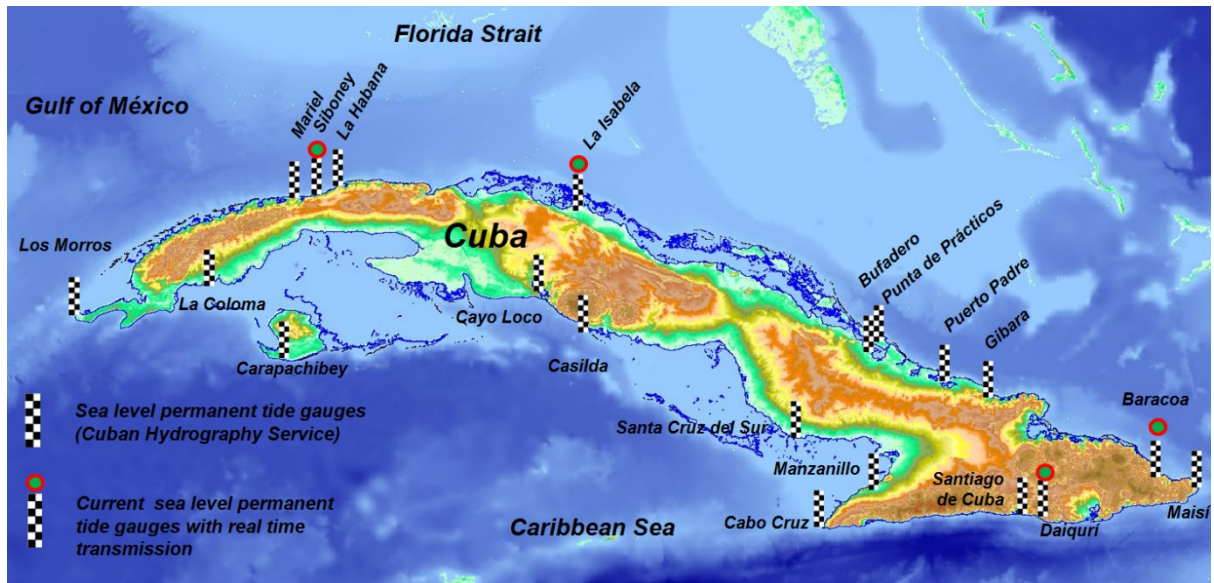 Florida Strait
Gulf of México
Mariel
Siboney
La Habana
La Isabela
Los Morros
La Coloma
Cuba
Cayo Loco
Carapachibey
Casilda
Bufadero
Punta de Prácticos
Puerto Padre
Gibara
Baracoa
Santa Cruz del Sur
Manzanillo
Cabo Cruz
Santiago
de Cuba
Daiqurí
Maisí
Caribbean Sea
Sea level permanent tide gauges
(Cuban Hydrography Service)
Current sea level permanent
tide gauges with real time
transmission